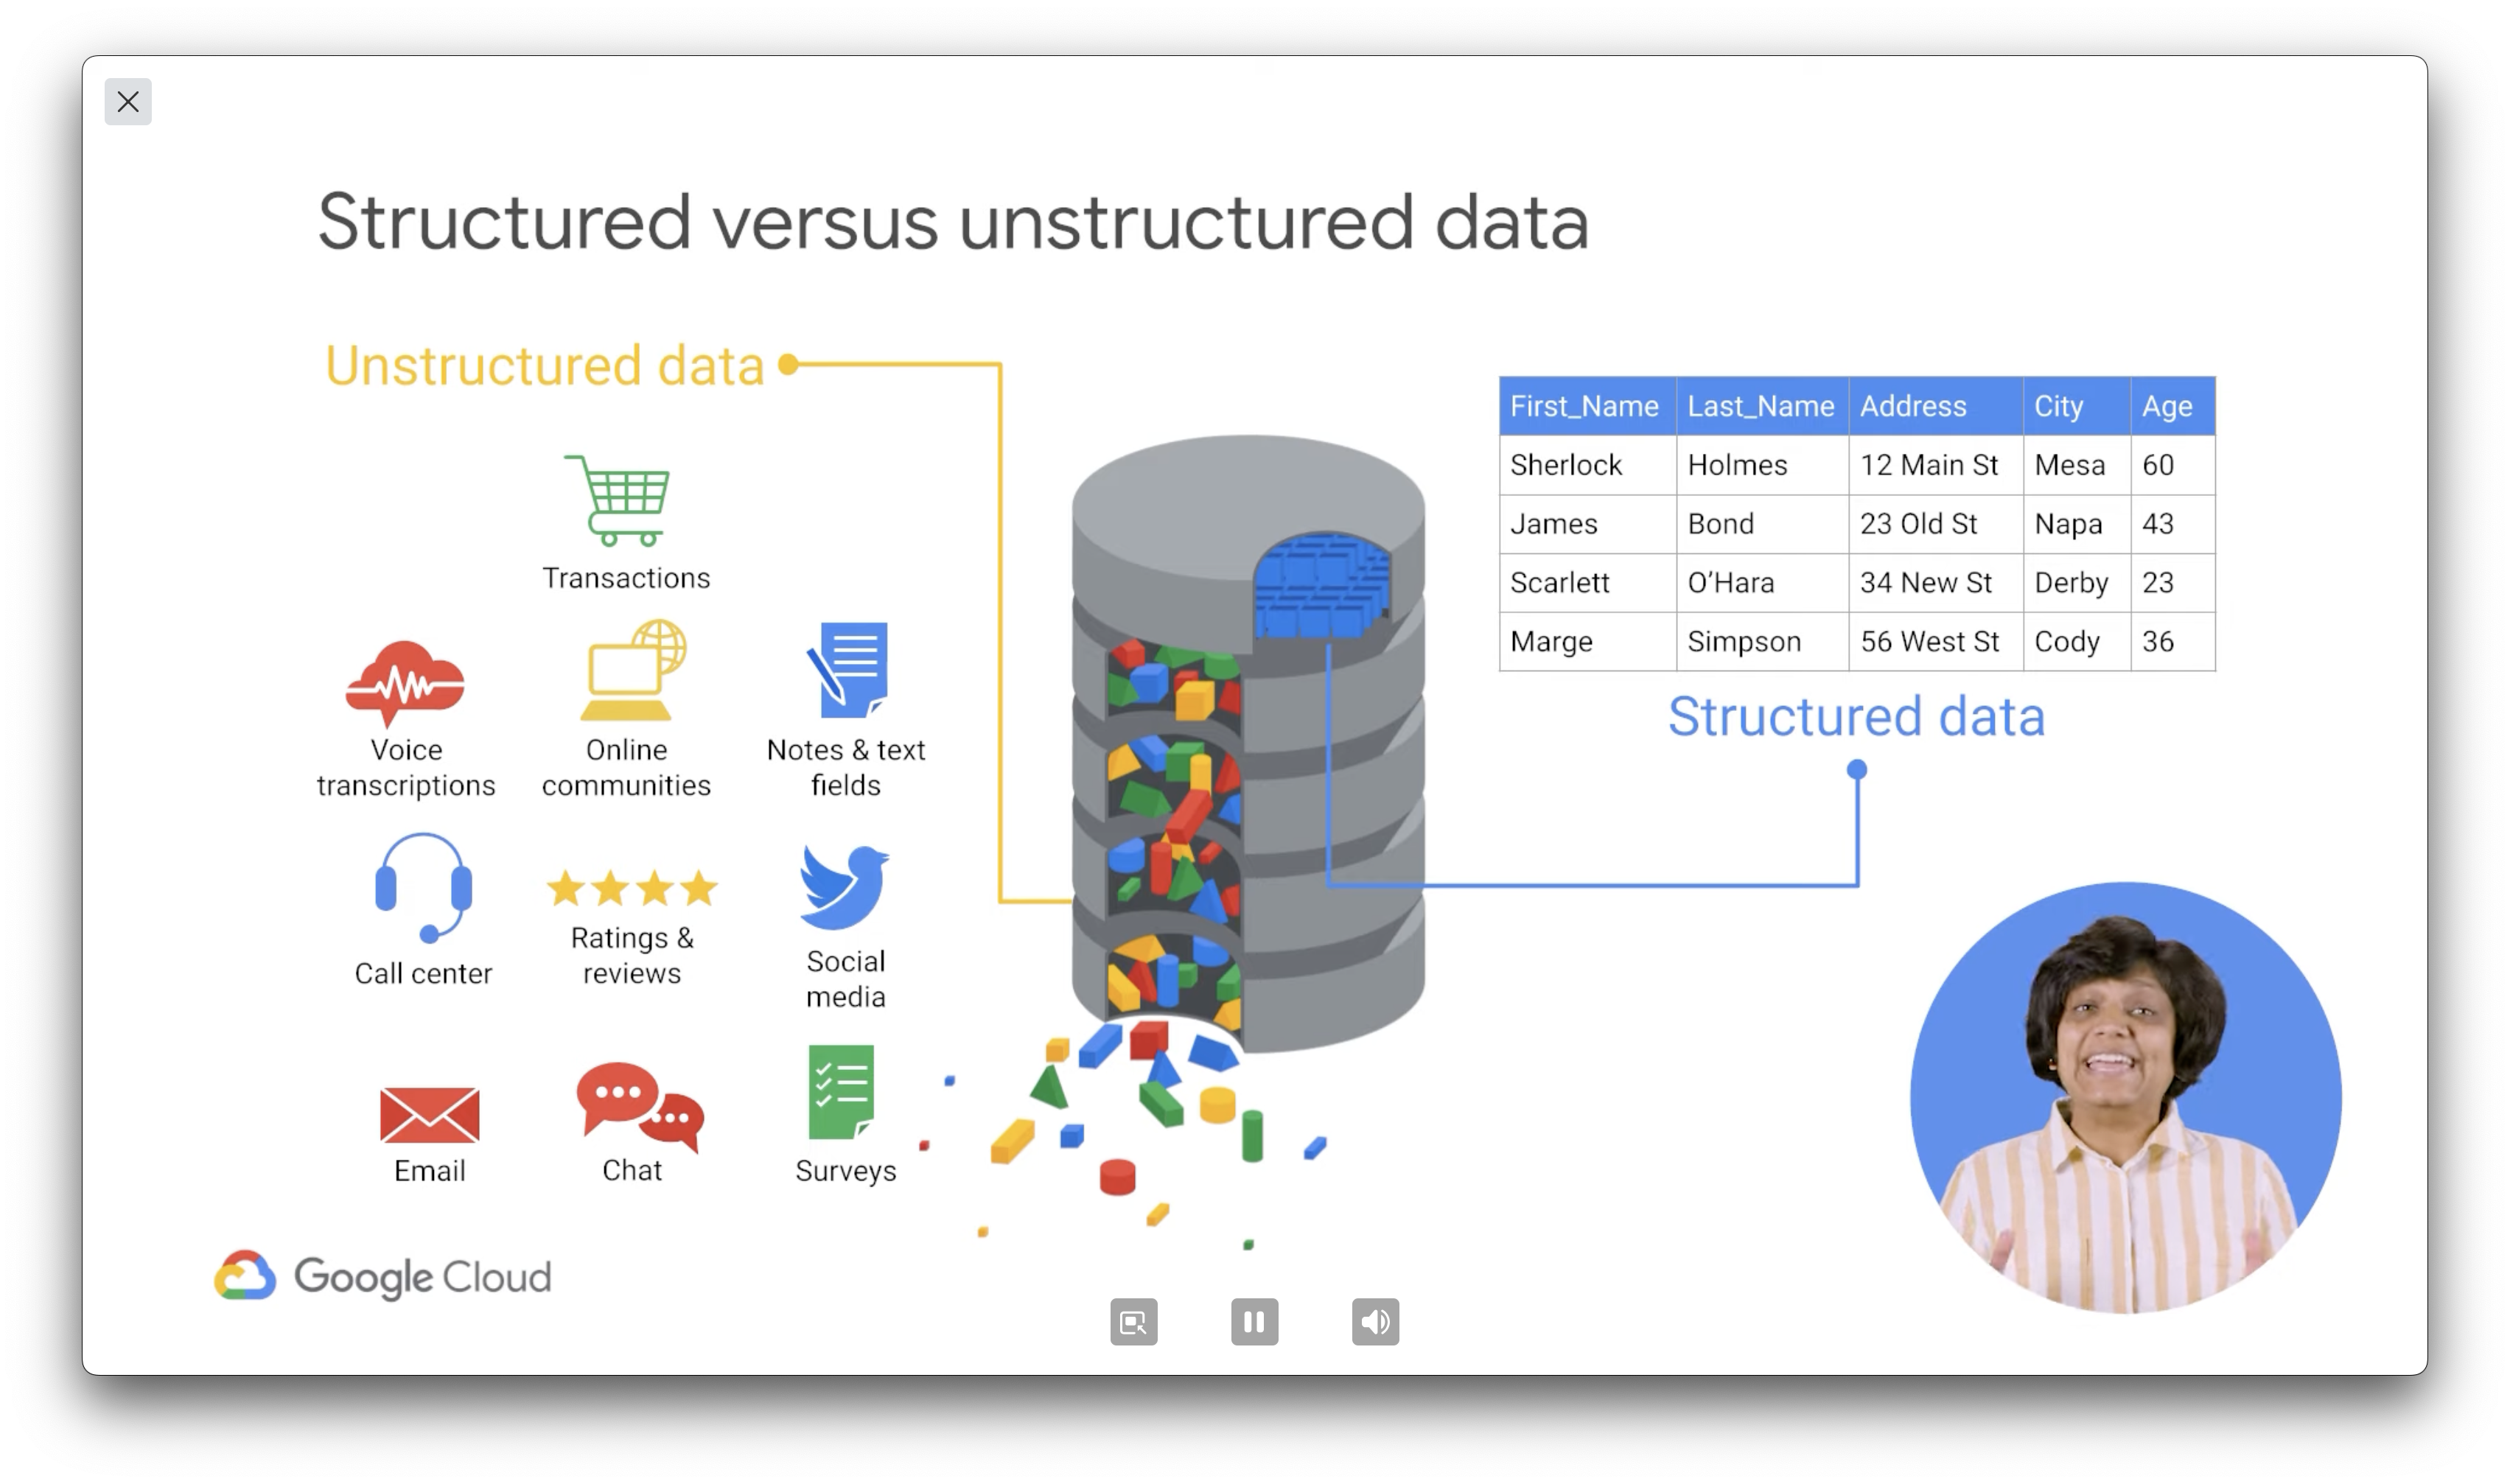 Structured versus unstructured data
Unstructured data
Transactions
Voice
transcriptions
Online
communities
Notes & text
fields
Call center
Ratings &
reviews
Social
media
Email
Chat
Surveys
First_Name Last_Name Address City Age
Sherlock Holmes 12 Main St Mesa 60
James Bond 23 Old St Napa 43
Scarlett O’Hara 34 New St Derby 23
Marge Simpson 56 West St Cody 36
Structured data
Google Cloud